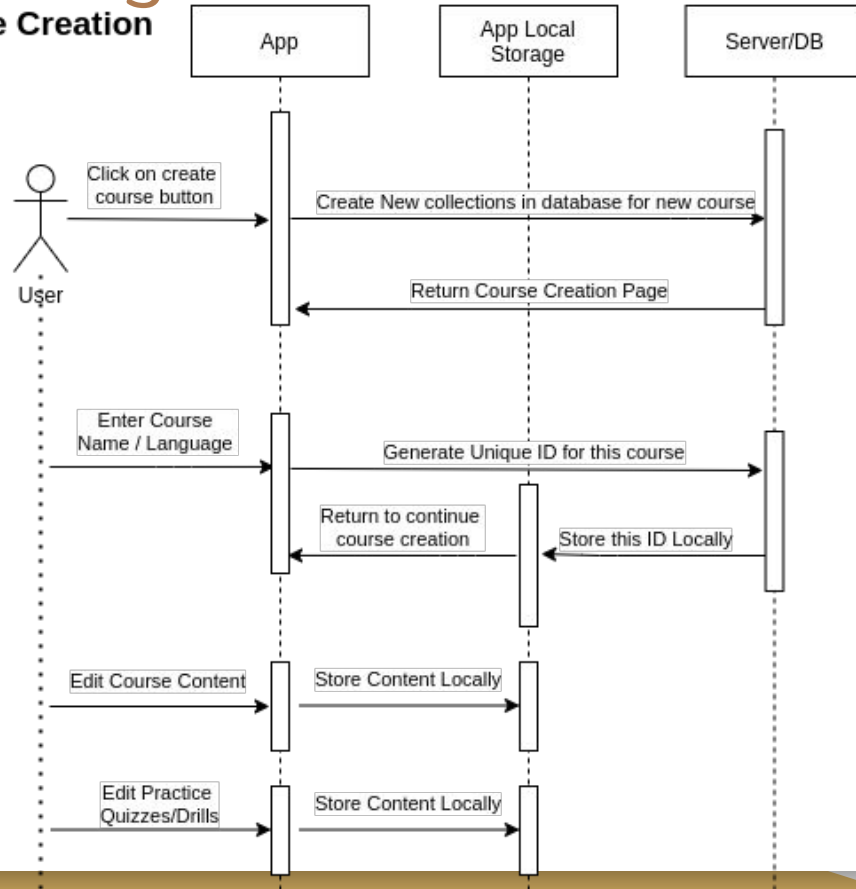 e Creation
App
App Local
Storage
Server/DB
Click on create
course button
Create New collections in database for new course
Return Course Creation Page
User
Enter Course
Name / Language
Generate Unique ID for this course
Return to continue
course creation
Store this ID Locally
Edit Course Content
Store Content Locally
Edit Practice
Quizzes/Drills
Store Content Locally